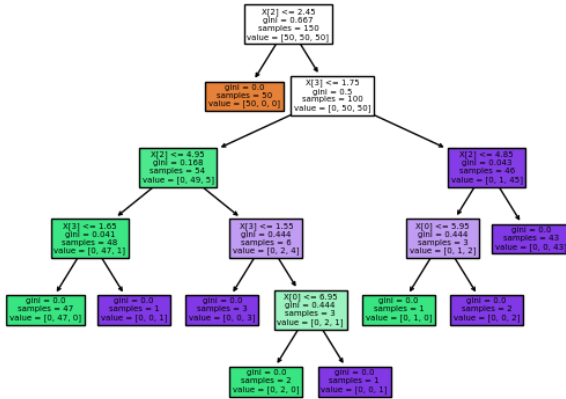 X[2] <= 2.45
gini = 0.667
samples = 150
value = [50, 50, 50]
gini = 0.0
samples = 50
value = [50, 0, 0]
X[3] <= 1.75
gini = 0.5
samples = 100
value = [0, 50, 50]
X[2] <= 4.95
gini = 0.168
samples = 54
value = [0, 49, 5]
X[2] <= 4.85
gini = 0.043
samples = 46
value = [0, 1, 45]
X[3] <= 1.65
gini = 0.041
samples = 48
value = [0, 47, 1]
X[3] <= 1.55
gini = 0.444
samples = 6
value = [0, 2, 4]
X[0] <= 5.95
gini = 0.444
samples = 3
value = [0, 1, 2]
gini = 0.0
samples = 43
value = [0, 0, 43]
gini = 0.0
samples = 47
value = [0, 47, 0]
gini = 0.0
samples = 1
value = [0, 0, 1]
gini = 0.0
samples = 3
value = [0, 0, 3]
X[0] <= 6.95
gini = 0.444
samples = 3
value = [0, 2, 1]
gini = 0.0
samples = 1
value = [0, 1, 0]
gini = 0.0
samples = 2
value = [0, 0, 2]
gini = 0.0
samples = 2
value = [0, 2, 0]
gini = 0.0
samples = 1
value = [0, 0, 1]